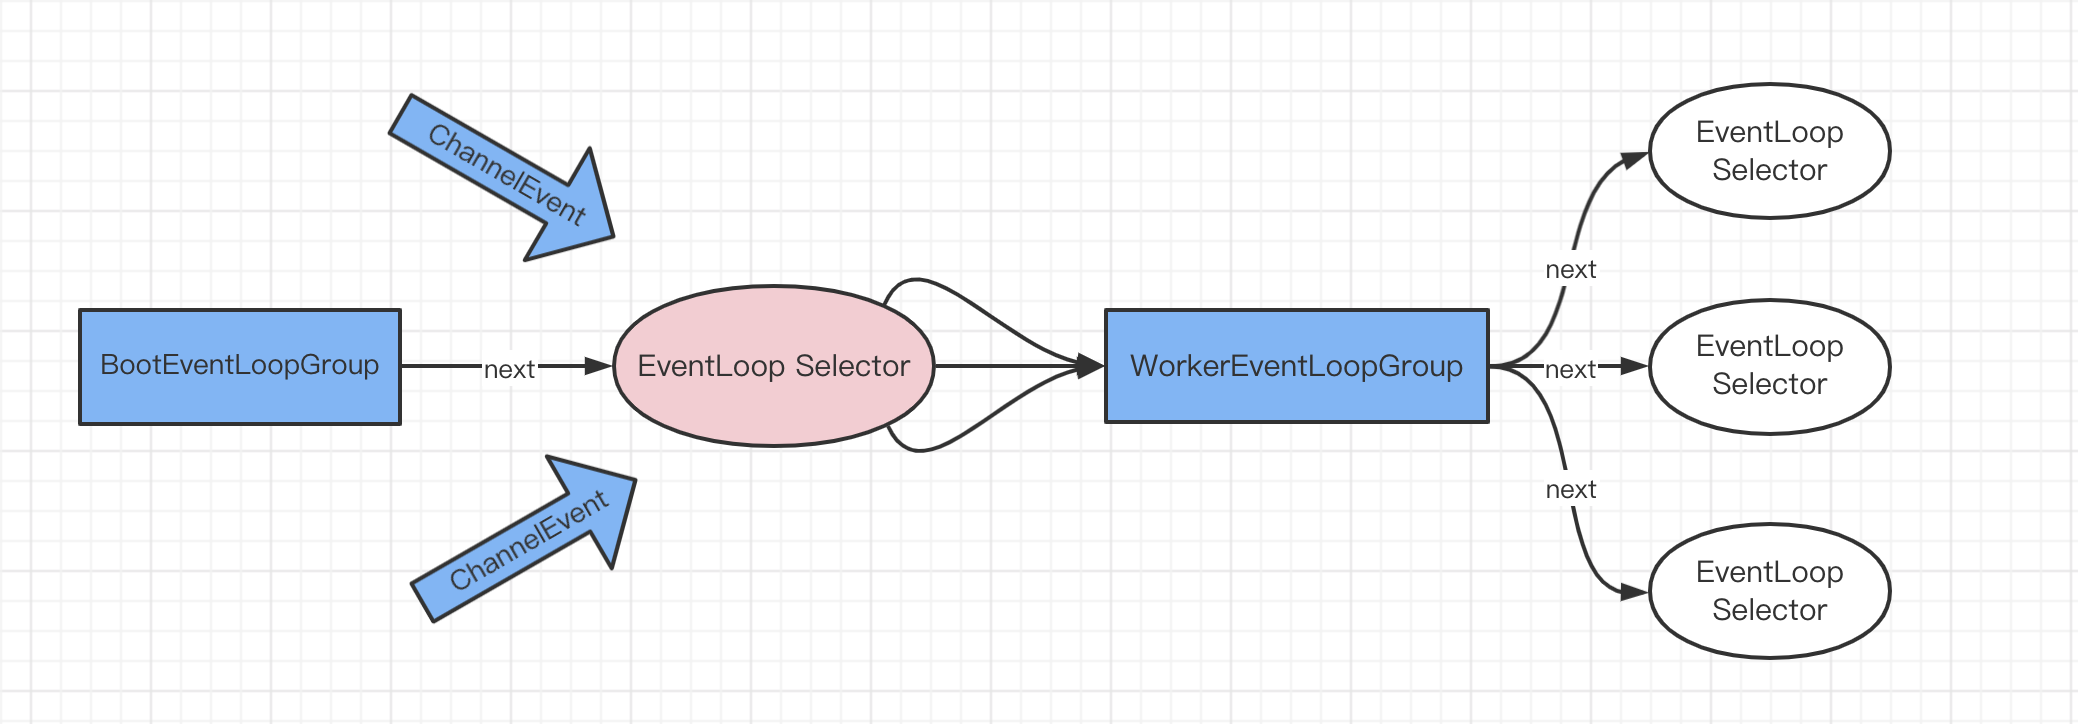 ChannelEvent
BootEventLoopGroup
next
EventLoop Selector
ChannelEvent
WorkerEventLoopGroup
next
next
next
EventLoop
Selector
EventLoop
Selector
EventLoop
Selector